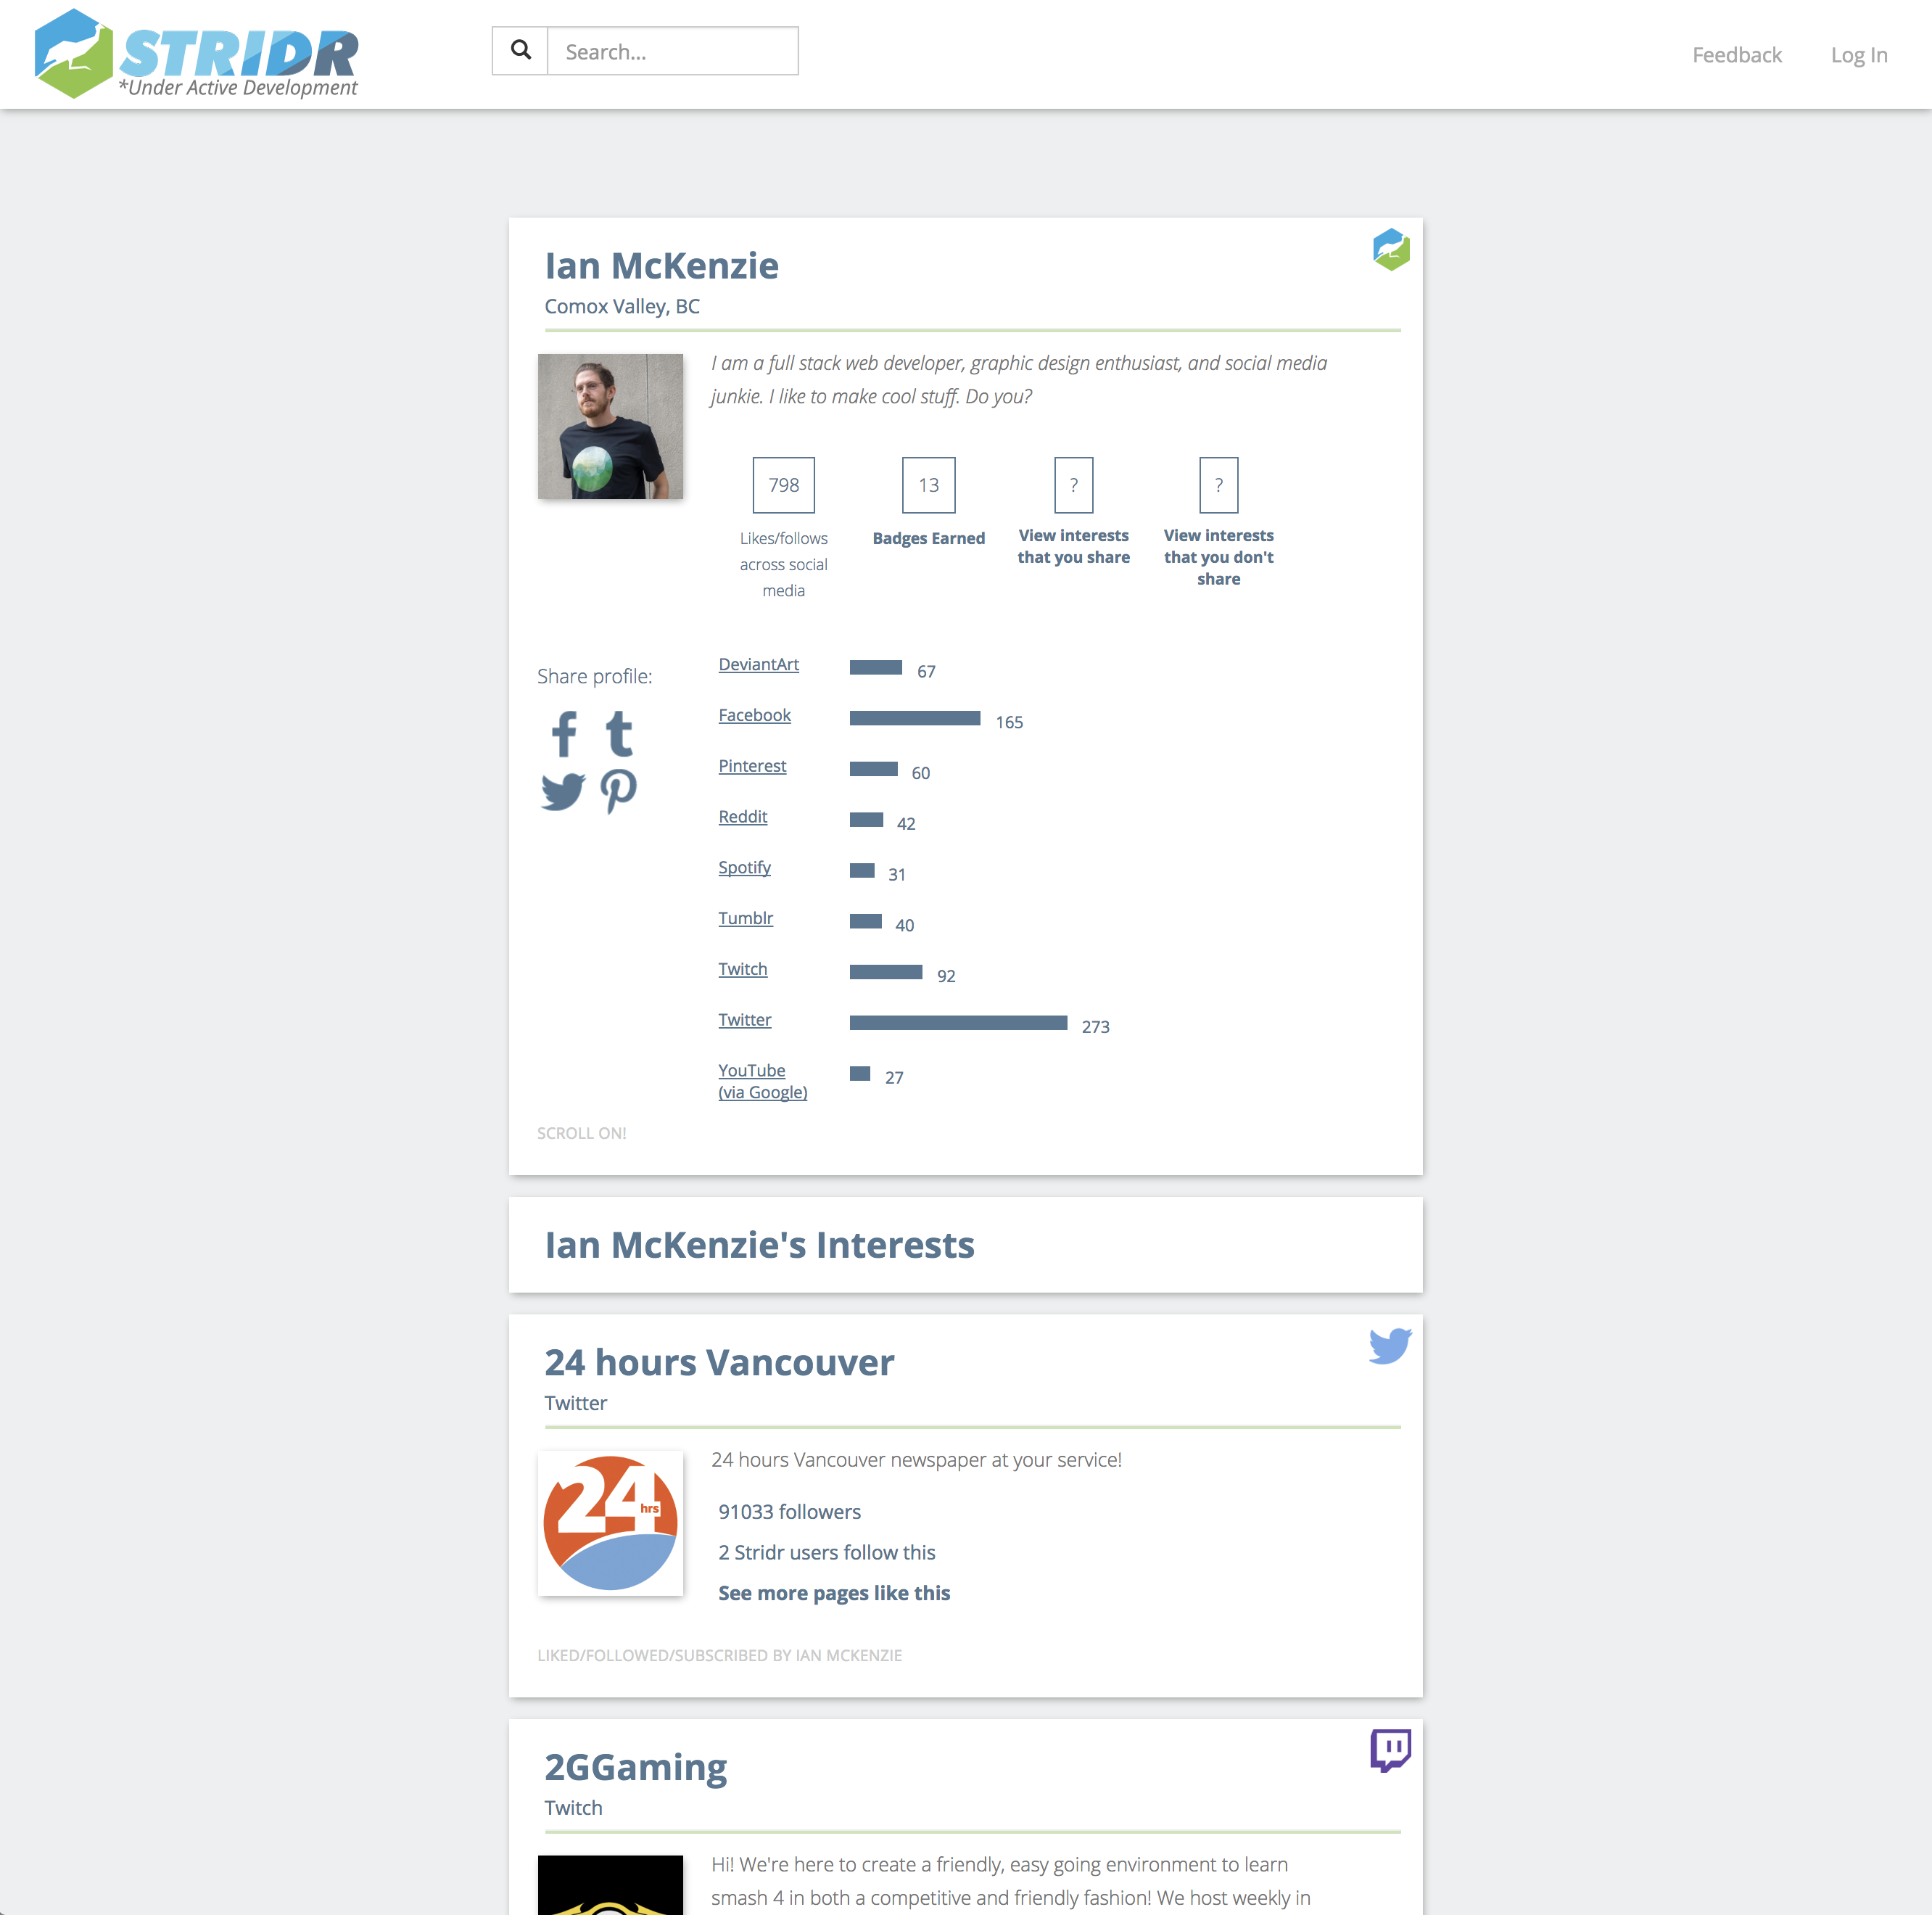 STRIDR
*Under Active Development
Search...
Feedback
Log In
Ian McKenzie
Comox Valley, BC
I am a full stack web developer, graphic design enthusiast, and social media
junkie. I like to make cool stuff. Do you?
798
Likes/follows
across social
media
13
Badges Earned
?
View interests
that you share
?
View interests
that you don't
share
Share profile:
DeviantArt 67
Facebook 165
Pinterest 60
Reddit 42
Spotify 31
Tumblr 40
Twitch 92
Twitter 273
YouTube 27
(via Google)
SCROLL ON!
Ian McKenzie's Interests
24 hours Vancouver
Twitter
24
hrs
24 hours Vancouver newspaper at your service!
91033 followers
2 Stridr users follow this
See more pages like this
LIKED/FOLLOWED/SUBSCRIBED BY IAN MCKENZIE
2GGaming
Twitch
Hi! We're here to create a friendly, easy going environment to learn
smash 4 in both a competitive and friendly fashion! We host weekly in